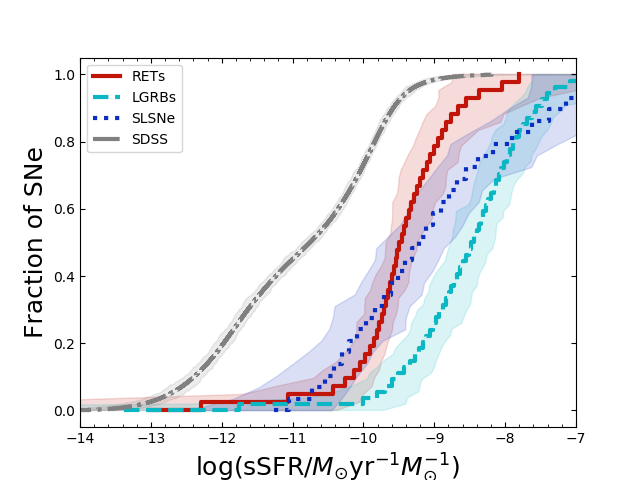 RETs
LGRBs
SLSNe
SDSS
Fraction of SNe
1.0
0.8
0.6
0.4
0.2
0.0
−14 −13 −12 −11 −10 −9 −8 −7
log(sSFR/M⊙yr⁻¹M⊙⁻¹)